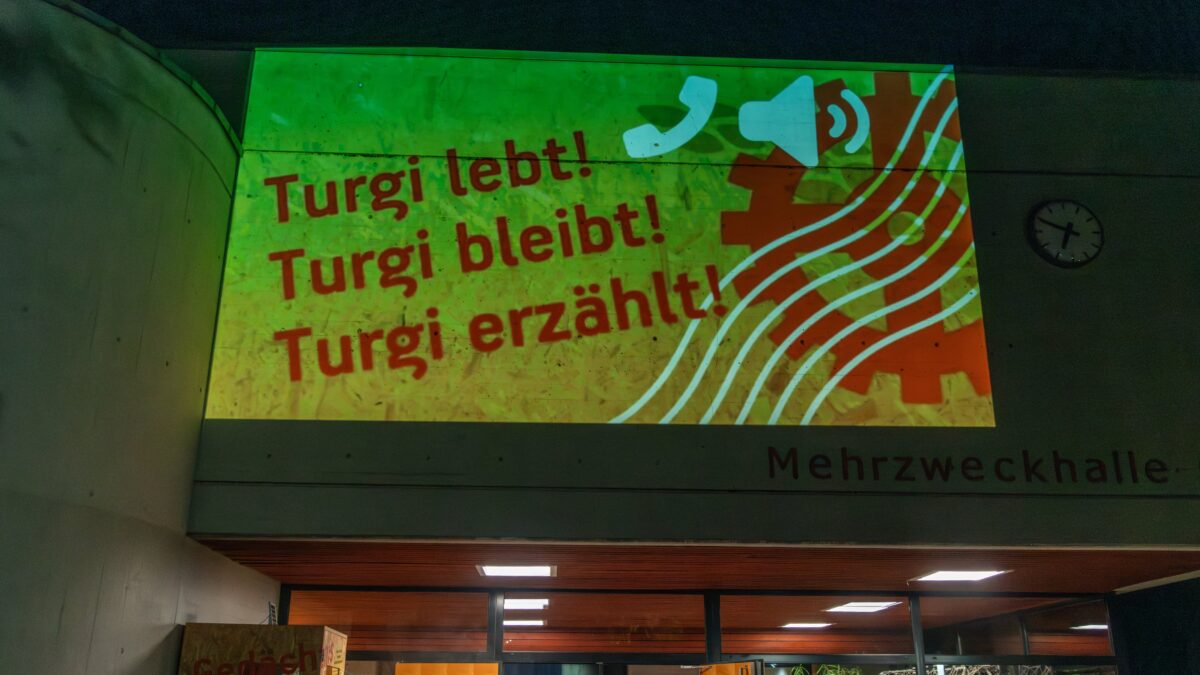 Turgi lebt!
Turgi bleibt!
Turgi erzählt!
Mehrzweckhalle